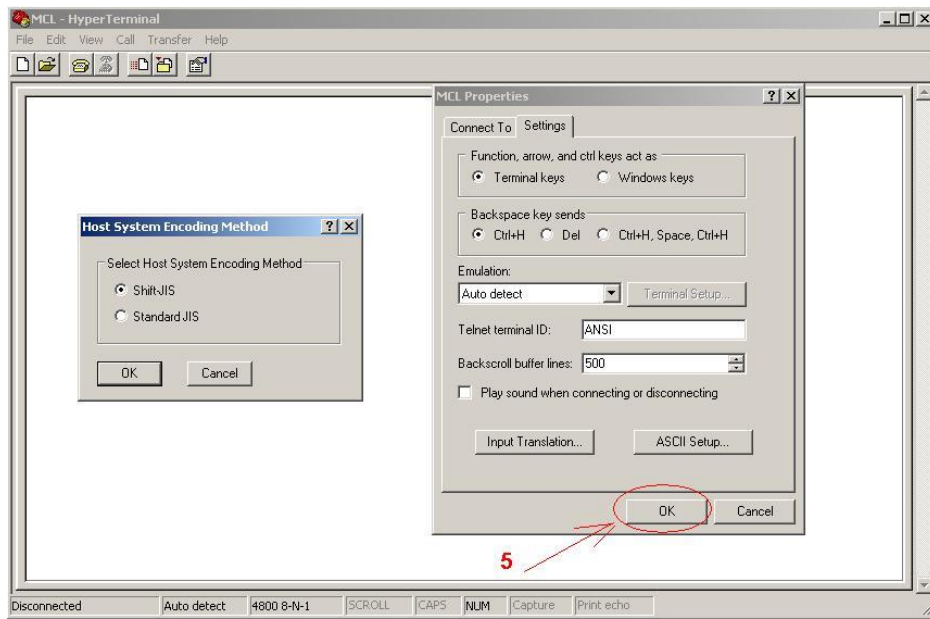 MCL - HyperTerminal
File Edit View Call Transfer Help
MCL Properties
Connect To Settings
Function, arrow, and ctrl keys act as
Terminal keys Windows keys
Backspace key sends
Ctrl+H Del Ctrl+H, Space, Ctrl+H
Emulation:
Auto detect Terminal Setup...
Telnet terminal ID: ANSI
Backscroll buffer lines: 500
Play sound when connecting or disconnecting
Input Translation... ASCII Setup...
OK Cancel
5
Host System Encoding Method
Select Host System Encoding Method
Shift-JIS
Standard JIS
OK Cancel
Disconnected Auto detect 4800 8-N-1 SCROLL CAPS NUM Capture Print echo